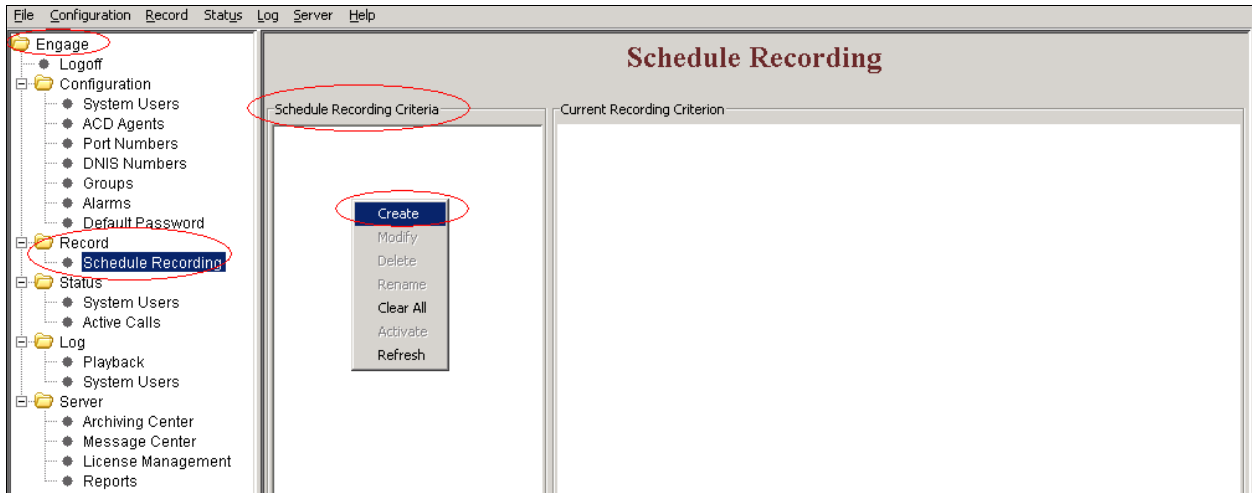 File Configuration Record Status Log Server Help
Engage
Logoff
Configuration
System Users
ACD Agents
Port Numbers
DNIS Numbers
Groups
Alarms
Default Password
Record
Schedule Recording
Status
System Users
Active Calls
Log
Playback
System Users
Server
Archiving Center
Message Center
License Management
Reports
Schedule Recording
Schedule Recording Criteria
Create
Modify
Delete
Rename
Clear All
Activate
Refresh
Current Recording Criterion